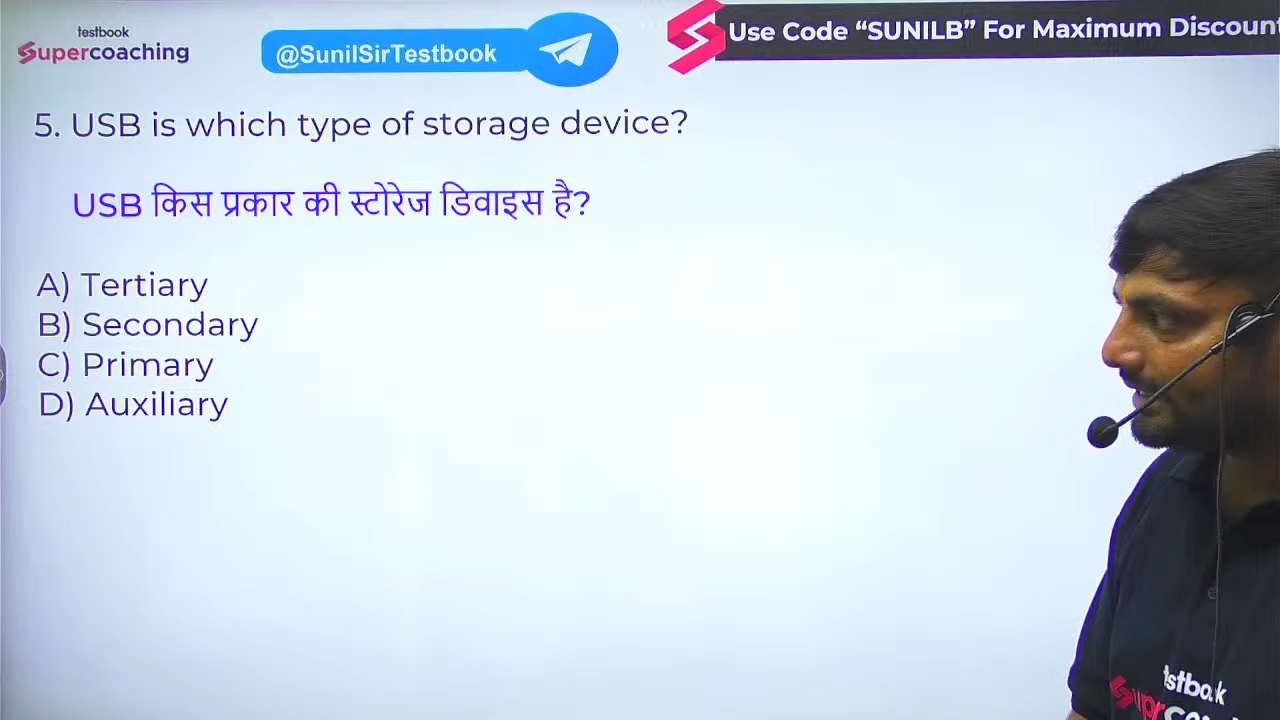 testbook
Supercoaching
@SunilSirTestbook
Use Code “SUNILB” For Maximum Discoun
5. USB is which type of storage device?
USB किस प्रकार की स्टोरेज डिवाइस है?
A) Tertiary
B) Secondary
C) Primary
D) Auxiliary
testbook